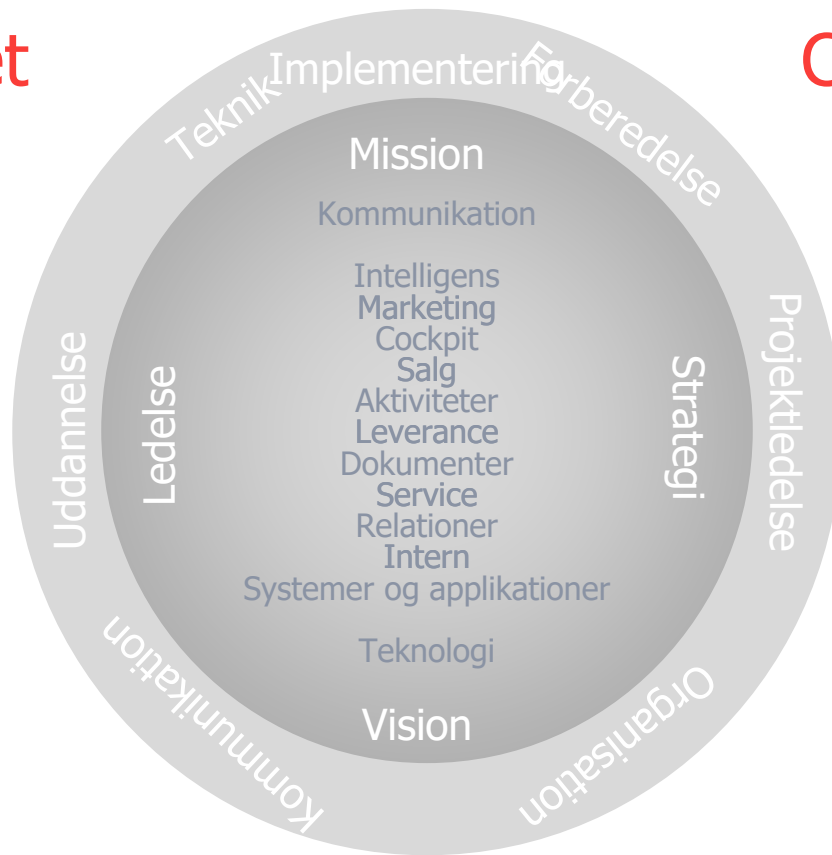 et
C
Implementering
Teknik
Forberedelse
Mission
Kommunikation
Intelligens
Marketing
Cockpit
Salg
Aktiviteter
Leverance
Dokumenter
Service
Relationer
Intern
Systemer og applikationer
Teknologi
Vision
Ledelse
Strategi
Uddannelse
Projektledelse
Kommunikation
Organisation